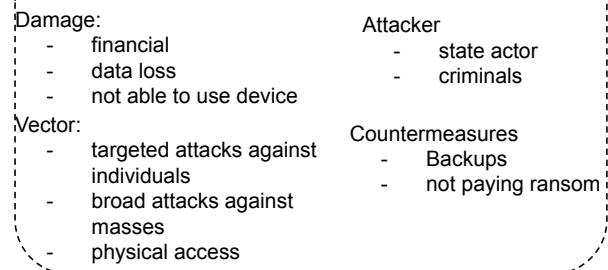 Damage:
- financial
- data loss
- not able to use device
Vector:
- targeted attacks against
individuals
- broad attacks against
masses
- physical access
Attacker
- state actor
- criminals
Countermeasures
- Backups
- not paying ransom